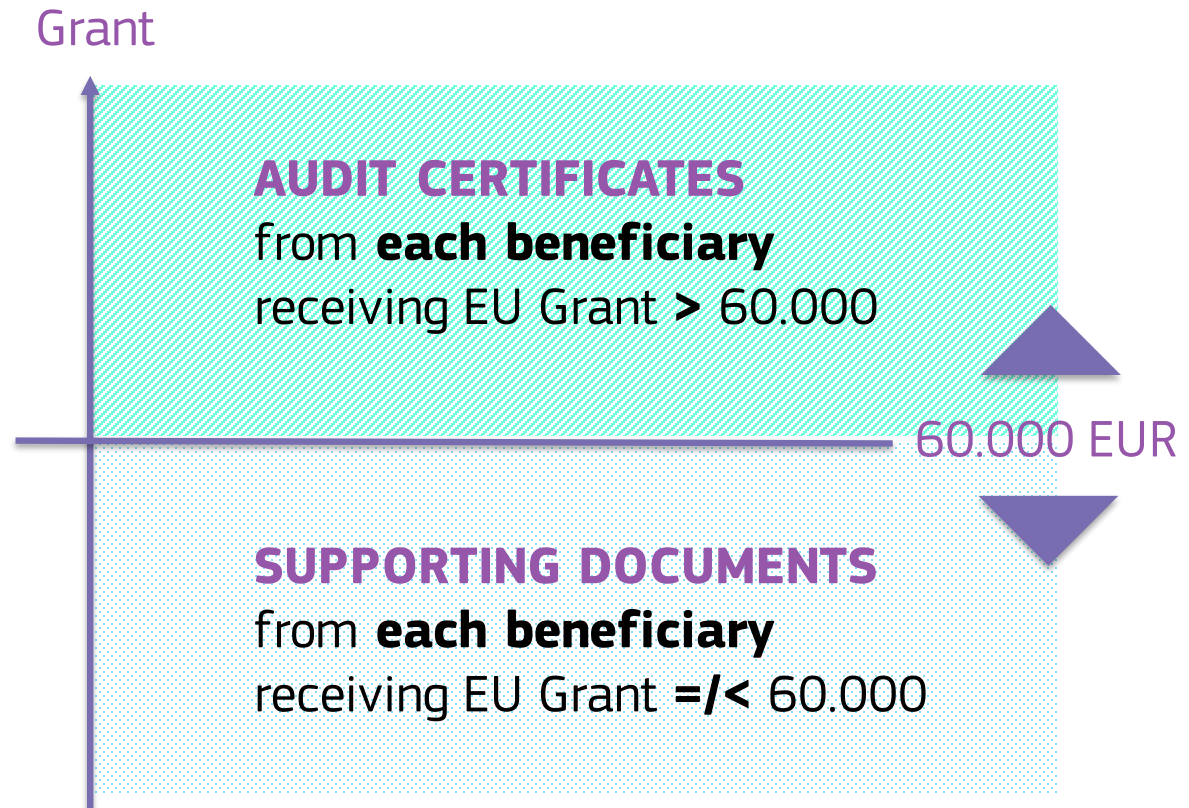 Grant
AUDIT CERTIFICATES
from each beneficiary
receiving EU Grant > 60.000
60.000 EUR
SUPPORTING DOCUMENTS
from each beneficiary
receiving EU Grant =/< 60.000